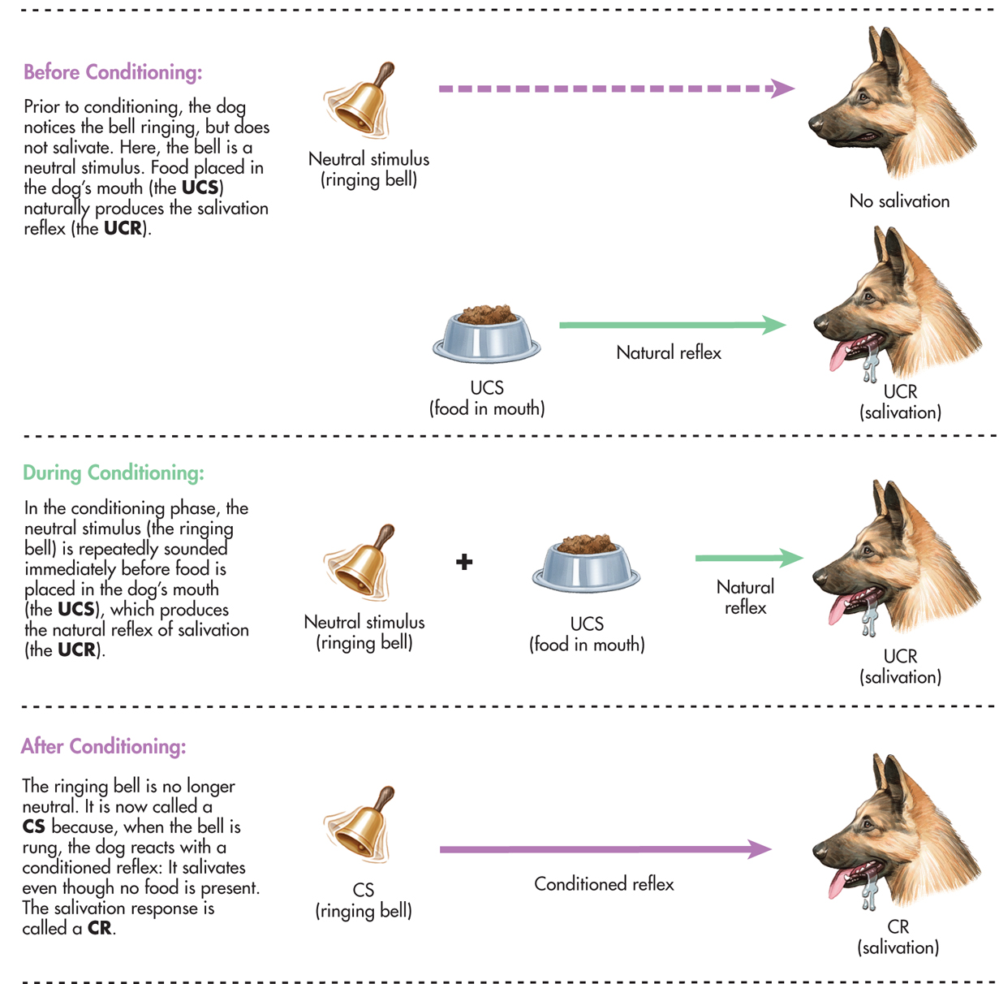 Before Conditioning:
Prior to conditioning, the dog
notices the bell ringing, but does
not salivate. Here, the bell is a
neutral stimulus. Food placed in
the dog’s mouth (the UCS)
naturally produces the salivation
reflex (the UCR).
Neutral stimulus
(ringing bell)
No salivation
UCS
(food in mouth)
Natural reflex
UCR
(salivation)
During Conditioning:
In the conditioning phase, the
neutral stimulus (the ringing
bell) is repeatedly sounded
immediately before food is
placed in the dog’s mouth
(the UCS), which produces
the natural reflex of salivation
(the UCR).
Neutral stimulus
(ringing bell)
+
UCS
(food in mouth)
Natural
reflex
UCR
(salivation)
After Conditioning:
The ringing bell is no longer
neutral. It is now called a
CS because, when the bell is
rung, the dog reacts with a
conditioned reflex: It salivates
even though no food is present.
The salivation response is
called a CR.
CS
(ringing bell)
Conditioned reflex
CR
(salivation)